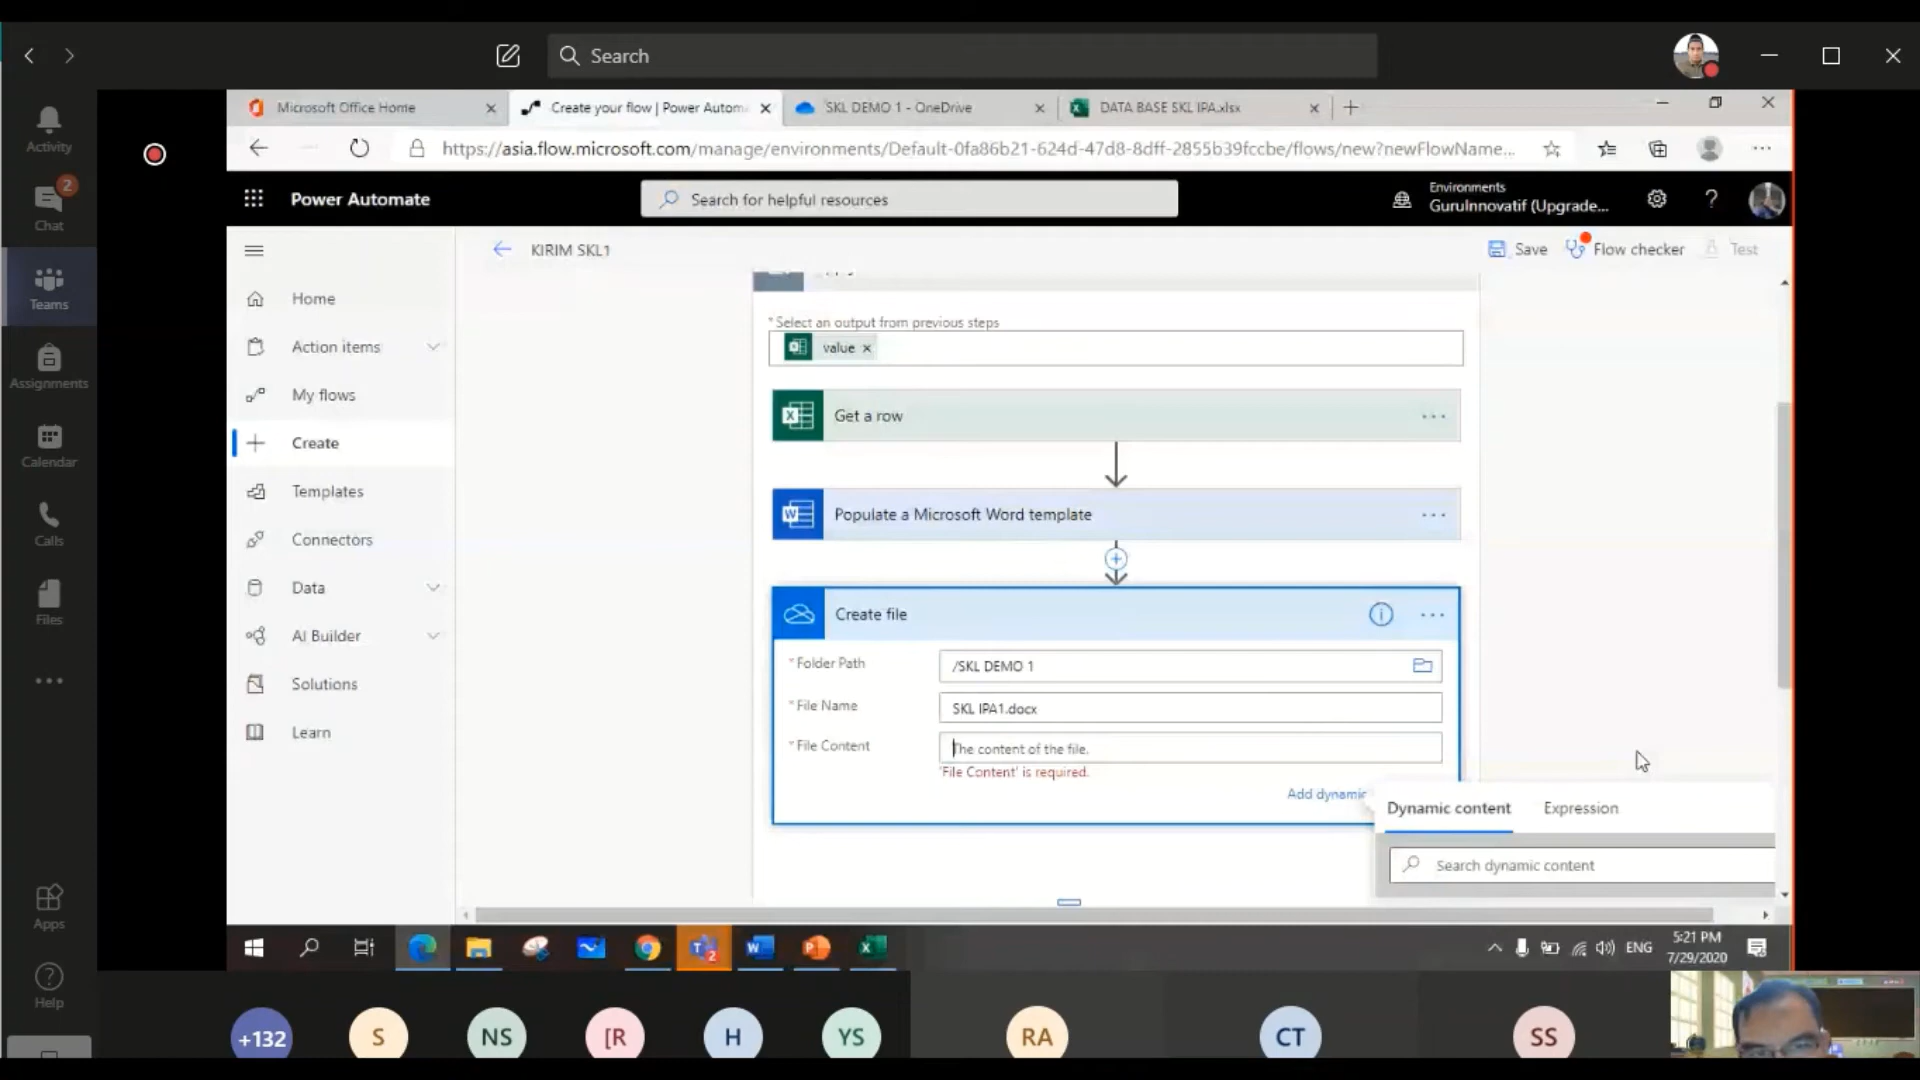 Search
Activity
2
Chat
Teams
Assignments
Calendar
Calls
Files
Apps
Help
Microsoft Office Home
Create your flow | Power Autom
SKL DEMO 1 - OneDrive
DATA BASE SKL IPA.xlsx
https://asia.flow.microsoft.com/manage/environments/Default-0fa86b21-624d-47d8-8dff-2855b39fccbe/flows/new?newFlowName...
Power Automate
Search for helpful resources
Environments
GuruInnovatif (Upgrade...
?
KIRIM SKL1
Save
Flow checker
Test
Home
Action items
My flows
Create
Templates
Connectors
Data
AI Builder
Solutions
Learn
* Select an output from previous steps
value
Get a row
Populate a Microsoft Word template
Create file
* Folder Path
/SKL DEMO 1
* File Name
SKL IPA1.docx
* File Content
The content of the file.
'File Content' is required.
Add dynamic
Dynamic content
Expression
Search dynamic content
ENG
5:21 PM
7/29/2020
+132
S
NS
[R
H
YS
RA
CT
SS